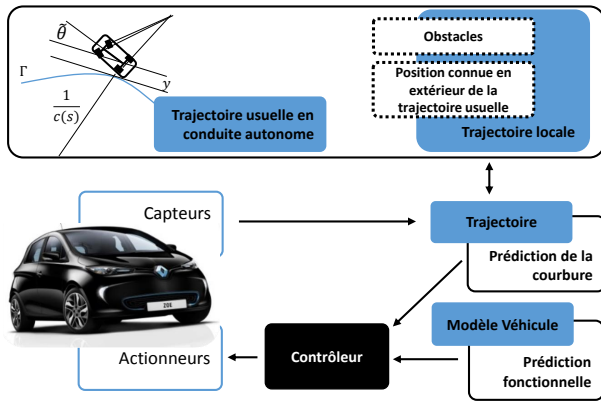 θ̃
Γ
y
1
c(s)
Trajectoire usuelle en
conduite autonome
Obstacles
Position connue en
extérieur de la
trajectoire usuelle
Trajectoire locale
Capteurs
Trajectoire
Prédiction de la
courbure
ZOE
Modèle Véhicule
Actionneurs
Contrôleur
Prédiction
fonctionnelle